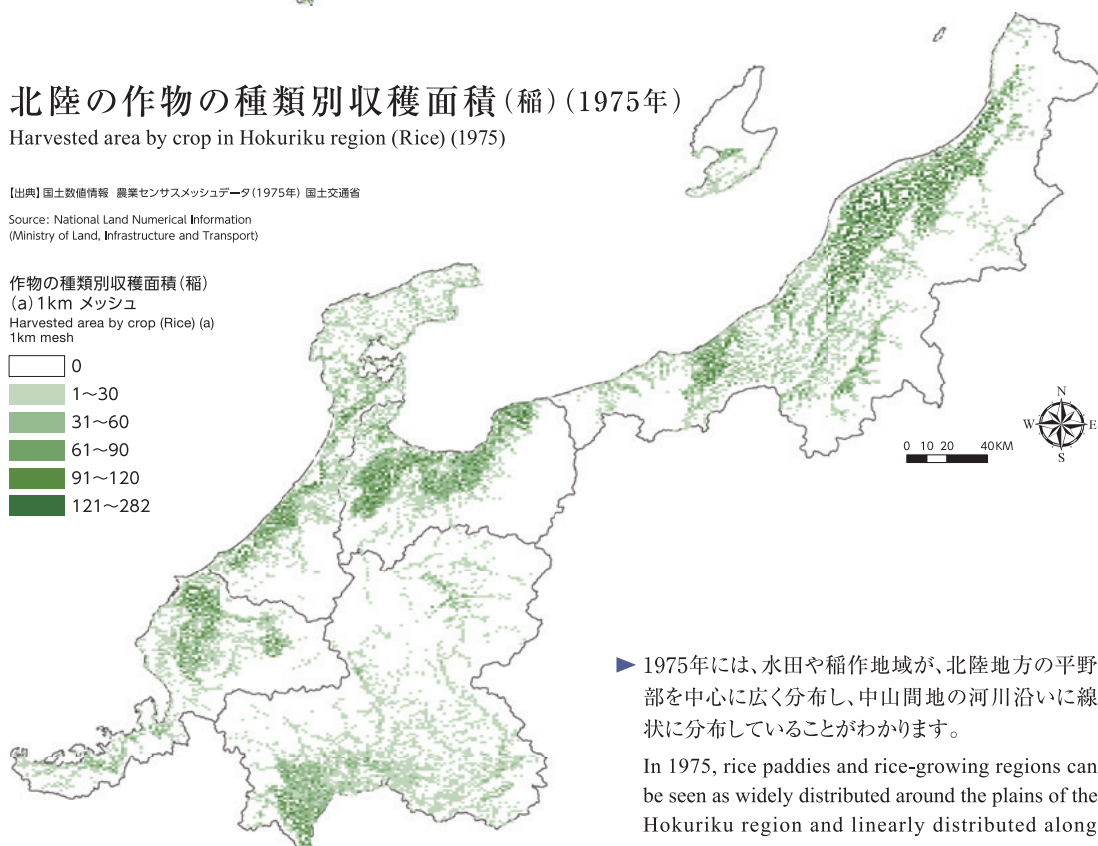 北陸の作物の種類別収穫面積(稲)(1975年)
Harvested area by crop in Hokuriku region (Rice) (1975)
【出典】国土数値情報 農業センサスメッシュデータ(1975年) 国土交通省
Source: National Land Numerical Information
(Ministry of Land, Infrastructure and Transport)
作物の種類別収穫面積(稲)
(a)1km メッシュ
Harvested area by crop (Rice) (a)
1km mesh
0
1～30
31～60
61～90
91～120
121～282
N
W E
S
0 10 20 40KM
▶ 1975年には、水田や稲作地域が、北陸地方の平野
部を中心に広く分布し、中山間地の河川沿いに線
状に分布していることがわかります。
In 1975, rice paddies and rice-growing regions can
be seen as widely distributed around the plains of the
Hokuriku region and linearly distributed along